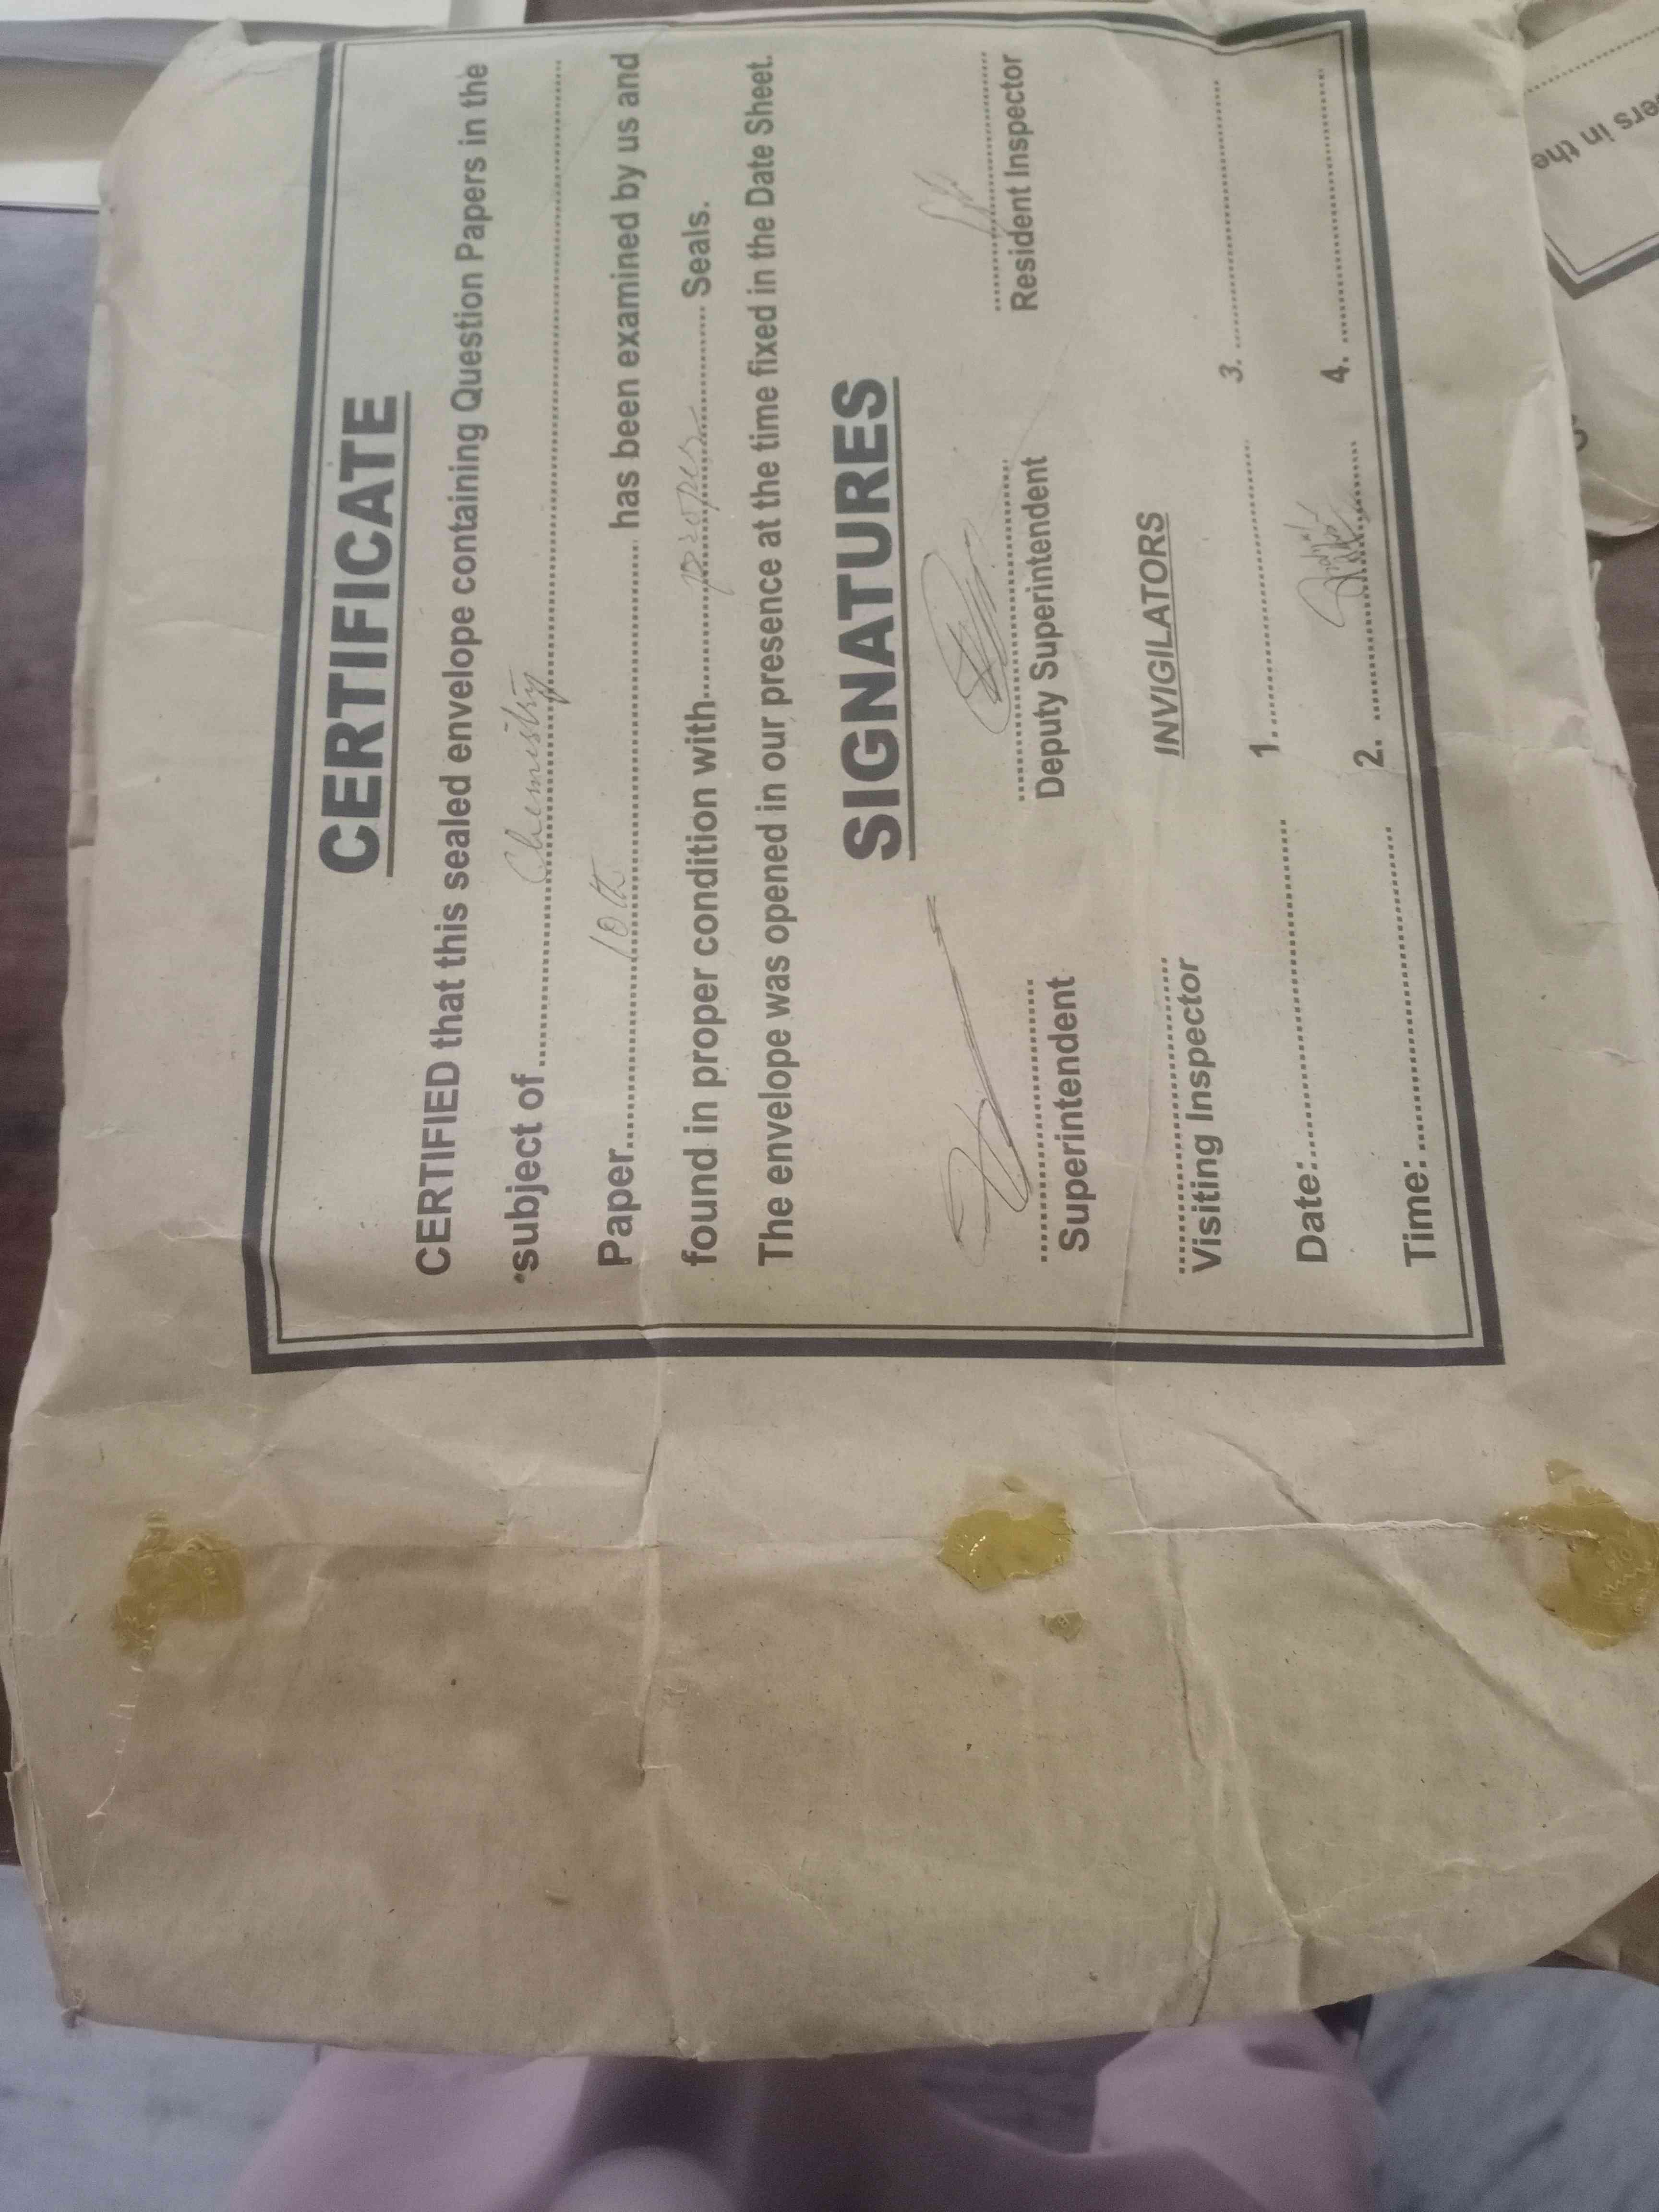 CERTIFICATE
CERTIFIED that this sealed envelope containing Question Papers in the
subject of.......... Chemistry ..........
Paper.......... 10th .......... has been examined by us and
found in proper condition with.......... proper .......... Seals.
The envelope was opened in our presence at the time fixed in the Date Sheet.
SIGNATURES
Superintendent Deputy Superintendent Resident Inspector
INVIGILATORS
Visiting Inspector
1. .......... 3. ..........
Date:..........
2. .......... 4. ..........
Time:..........
ers in the